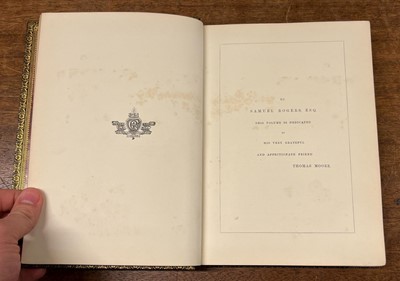 TO
SAMUEL ROGERS ESQ.
THIS VOLUME IS DEDICATED
BY
HIS VERY GRATEFUL
AND AFFECTIONATE FRIEND
THOMAS MOORE